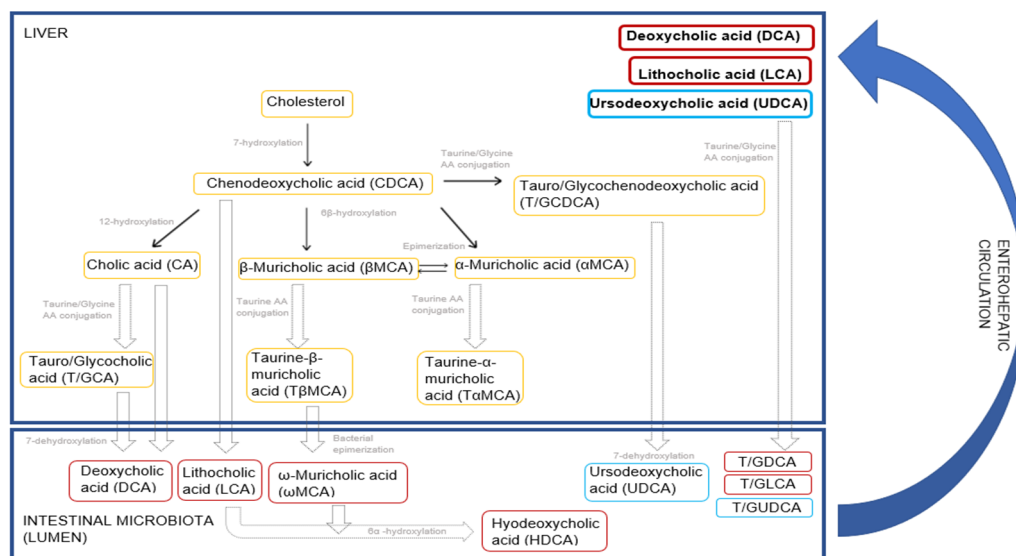 LIVER
Deoxycholic acid (DCA)
Lithocholic acid (LCA)
Ursodeoxycholic acid (UDCA)
Cholesterol
7-hydroxylation
Taurine/Glycine
AA conjugation
Taurine/Glycine
AA conjugation
Chenodeoxycholic acid (CDCA)
Tauro/Glycochenodeoxycholic acid
(T/GCDCA)
12-hydroxylation
6β-hydroxylation
Epimerization
Cholic acid (CA)
β-Muricholic acid (βMCA)
α-Muricholic acid (αMCA)
Taurine/Glycine
AA conjugation
Taurine AA
conjugation
Taurine AA
conjugation
Tauro/Glycocholic
acid (T/GCA)
Taurine-β-
muricholic
acid (TβMCA)
Taurine-α-
muricholic
acid (TαMCA)
ENTEROHEPATIC
CIRCULATION
7-dehydroxylation
Bacterial
epimerization
7-dehydroxylation
Deoxycholic
acid (DCA)
Lithocholic
acid (LCA)
ω-Muricholic acid
(ωMCA)
Ursodeoxycholic
acid (UDCA)
T/GDCA
T/GLCA
T/GUDCA
INTESTINAL MICROBIOTA
(LUMEN)
6α -hydroxylation
Hyodeoxycholic
acid (HDCA)